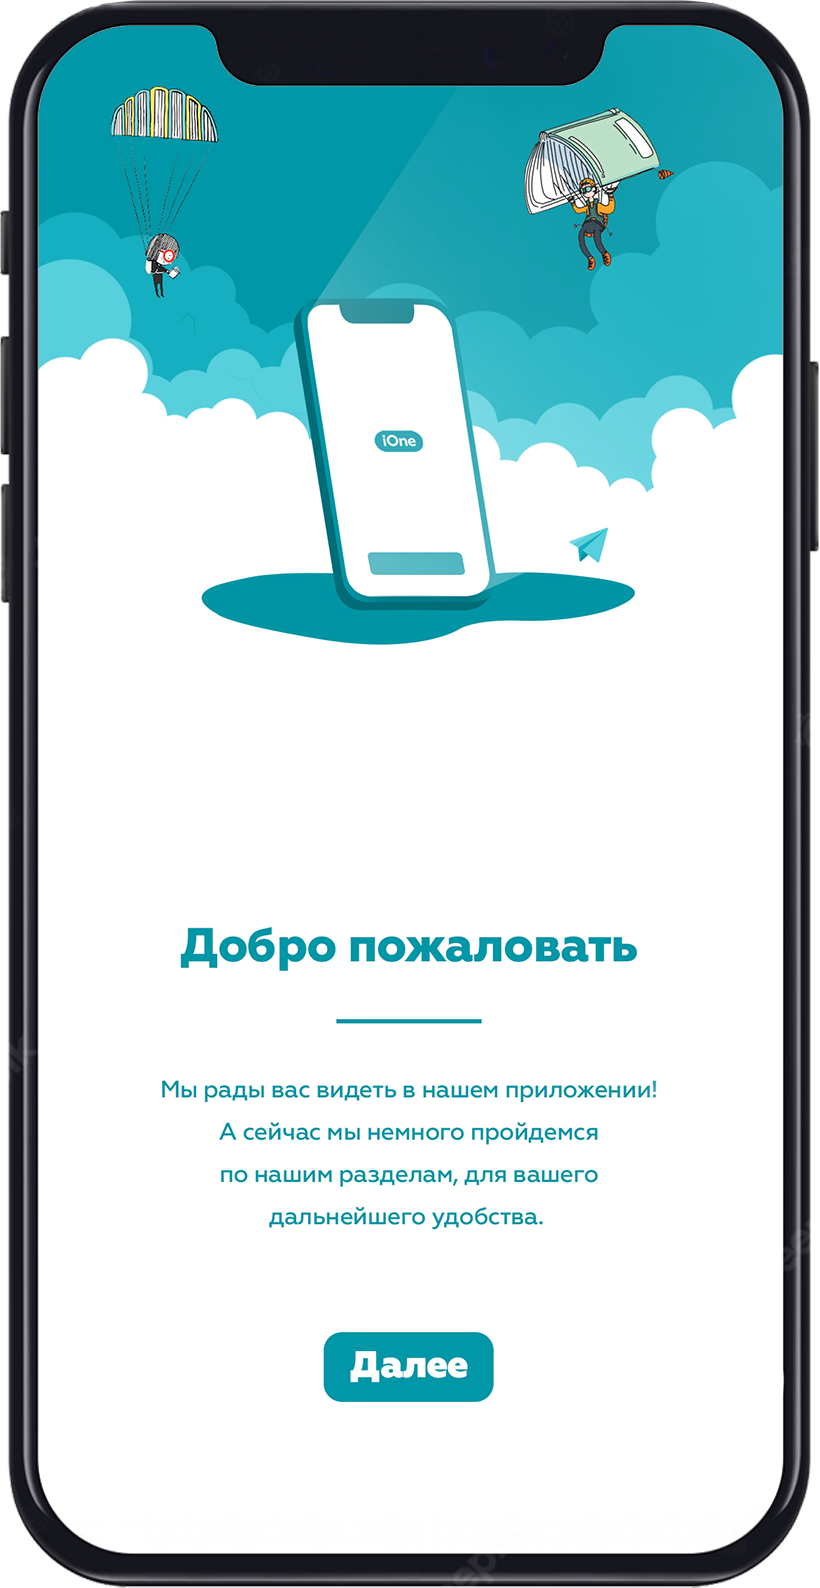 iOne
Добро пожаловать
Мы рады вас видеть в нашем приложении!
А сейчас мы немного пройдемся
по нашим разделам, для вашего
дальнейшего удобства.
Далее